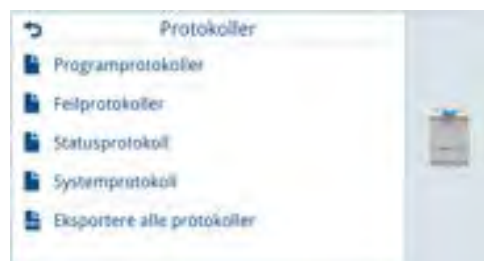 Protokoller
Programprotokoller
Feilprotokoller
Statusprotokoll
Systemprotokoll
Eksportere alle protokoller